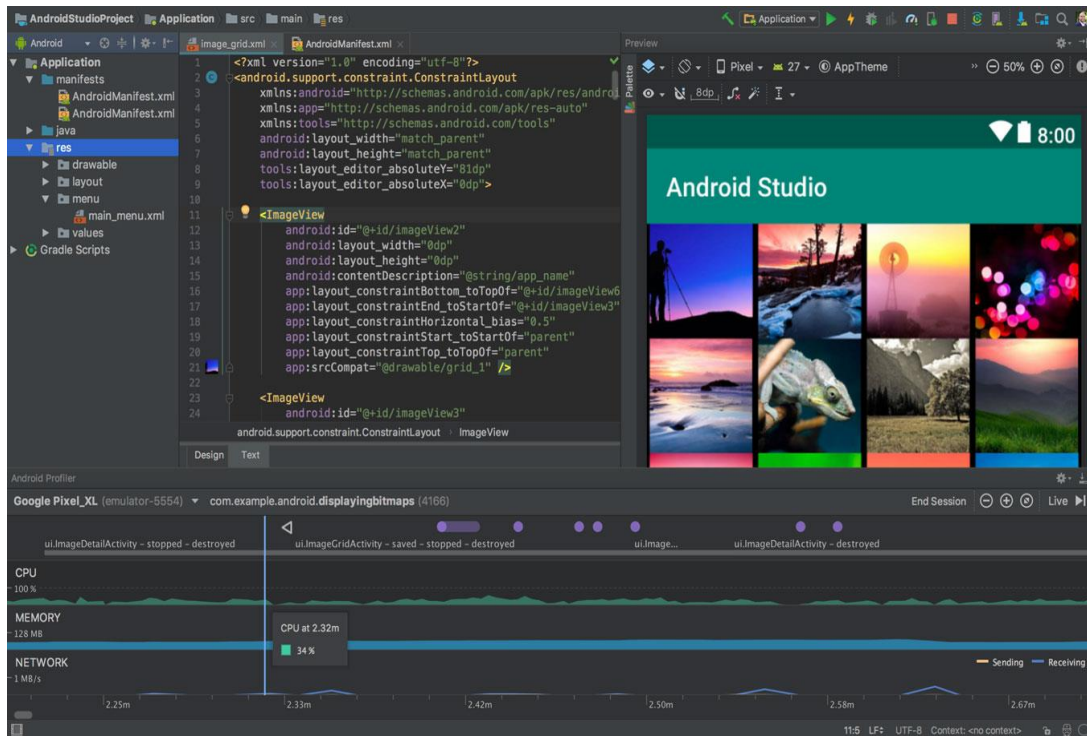 AndroidStudioProject Application src main res Application
Android image_grid.xml AndroidManifest.xml Preview
Application
manifests
AndroidManifest.xml
AndroidManifest.xml
java
res
drawable
layout
menu
main_menu.xml
values
Gradle Scripts
1 <?xml version="1.0" encoding="utf-8"?>
2 <android.support.constraint.ConstraintLayout
3 xmlns:android="http://schemas.android.com/apk/res/andro
4 xmlns:app="http://schemas.android.com/apk/res-auto"
5 xmlns:tools="http://schemas.android.com/tools"
6 android:layout_width="match_parent"
7 android:layout_height="match_parent"
8 tools:layout_editor_absoluteY="81dp"
9 tools:layout_editor_absoluteX="0dp">
10
11 <ImageView
12 android:id="@+id/imageView2"
13 android:layout_width="0dp"
14 android:layout_height="0dp"
15 android:contentDescription="@string/app_name"
16 app:layout_constraintBottom_toTopOf="@+id/imageView6
17 app:layout_constraintEnd_toStartOf="@+id/imageView3"
18 app:layout_constraintHorizontal_bias="0.5"
19 app:layout_constraintStart_toStartOf="parent"
20 app:layout_constraintTop_toTopOf="parent"
21 app:srcCompat="@drawable/grid_1" />
22
23 <ImageView
24 android:id="@+id/imageView3"
android.support.constraint.ConstraintLayout ImageView
Design Text
Palette
Pixel 27 AppTheme 50%
8dp
8:00
Android Studio
Android Profiler
Google Pixel_XL (emulator-5554) com.example.android.displayingbitmaps (4166) End Session Live
ui.ImageDetailActivity – stopped – destroyed ui.ImageGridActivity – saved – stopped – destroyed ui.Image... ui.ImageDetailActivity – destroyed
CPU
100 %
MEMORY
128 MB
CPU at 2.32m
34 %
NETWORK
Sending Receiving
1 MB/s
2.25m 2.33m 2.42m 2.50m 2.58m 2.67m
11:5 LF UTF-8 Context: <no context>